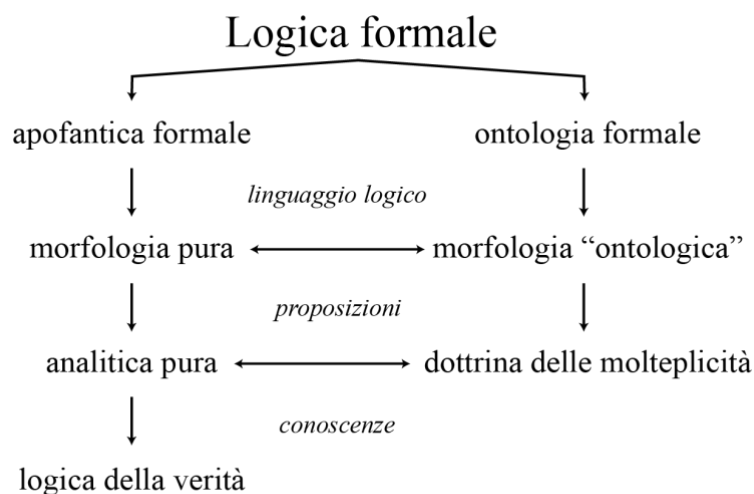 Logica formale
apofantica formale
ontologia formale
linguaggio logico
morfologia pura
morfologia “ontologica”
proposizioni
analitica pura
dottrina delle molteplicità
conoscenze
logica della verità